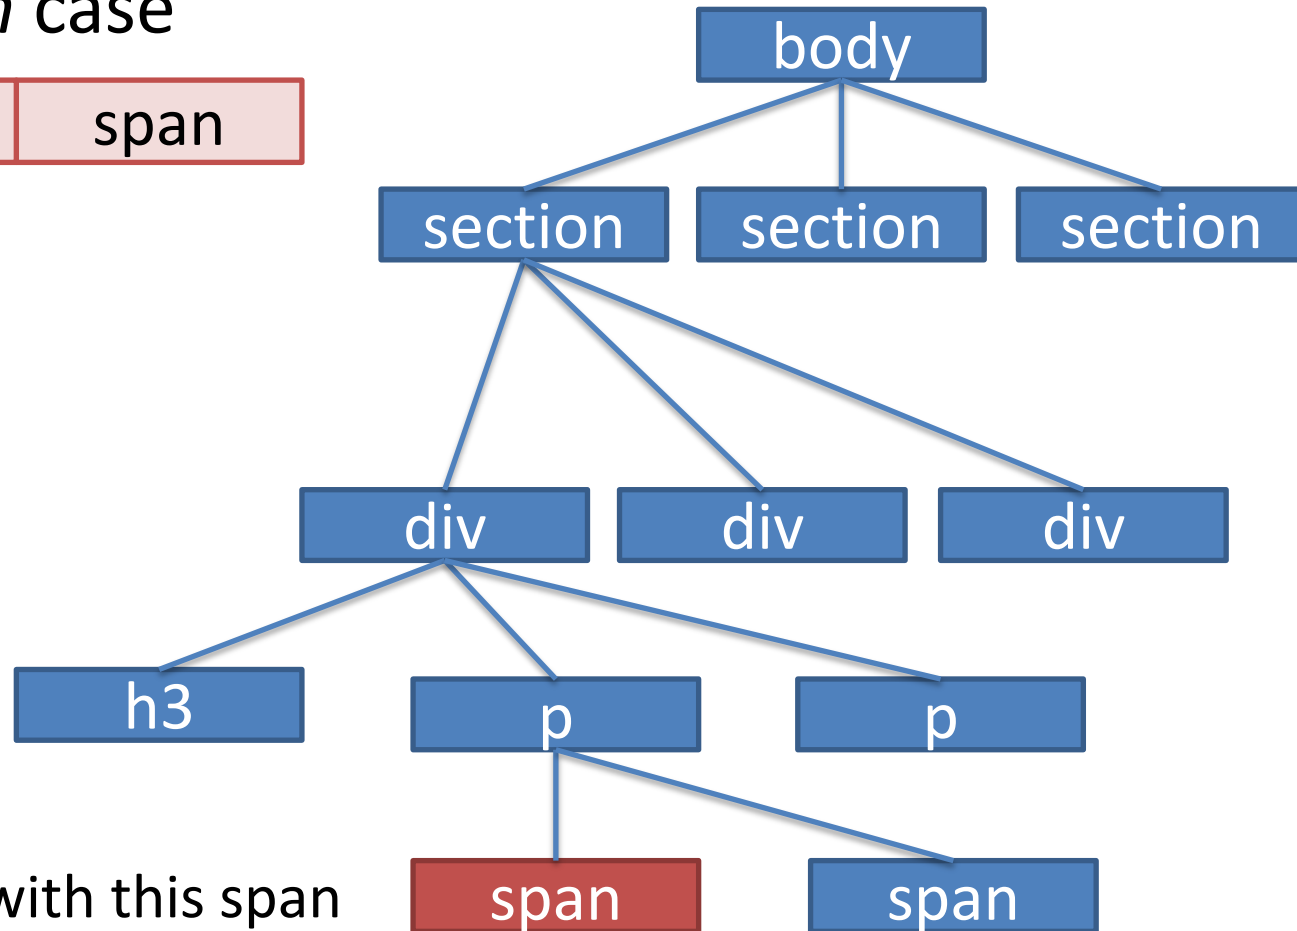 case
span
body
section section section
div div div
h3 p p
with this span span span